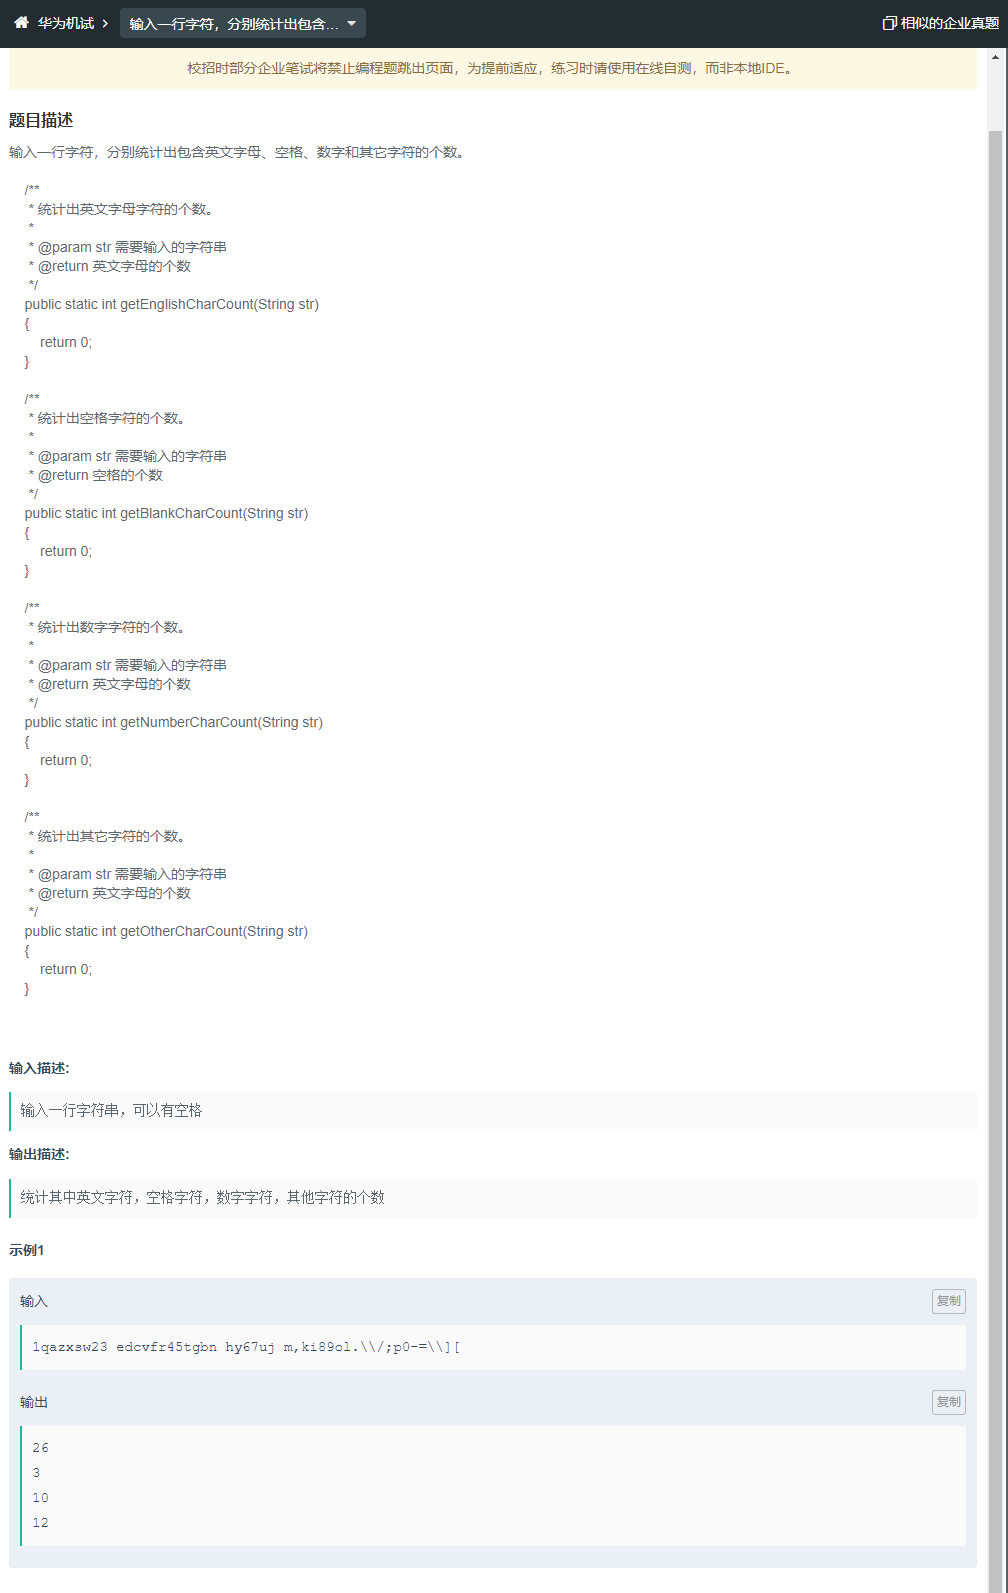 华为机试 > 输入一行字符，分别统计出包含... 相似的企业真题
校招时部分企业笔试将禁止编程题跳出页面，为提前适应，练习时请使用在线自测，而非本地IDE。
题目描述
输入一行字符，分别统计出包含英文字母、空格、数字和其它字符的个数。
/**
 * 统计出英文字母字符的个数。
 *
 * @param str 需要输入的字符串
 * @return 英文字母的个数
 */
public static int getEnglishCharCount(String str)
{
    return 0;
}
/**
 * 统计出空格字符的个数。
 *
 * @param str 需要输入的字符串
 * @return 空格的个数
 */
public static int getBlankCharCount(String str)
{
    return 0;
}
/**
 * 统计出数字字符的个数。
 *
 * @param str 需要输入的字符串
 * @return 英文字母的个数
 */
public static int getNumberCharCount(String str)
{
    return 0;
}
/**
 * 统计出其它字符的个数。
 *
 * @param str 需要输入的字符串
 * @return 英文字母的个数
 */
public static int getOtherCharCount(String str)
{
    return 0;
}
输入描述:
输入一行字符串，可以有空格
输出描述:
统计其中英文字符，空格字符，数字字符，其他字符的个数
示例1
输入 复制
1qazxsw23 edcvfr45tgbn hy67uj m,ki89ol.\\/;p0-=\\][
输出 复制
26
3
10
12